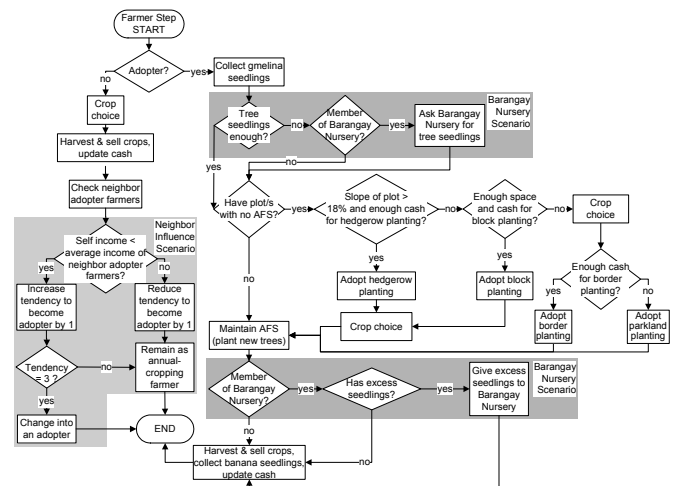 Farmer Step
START
Adopter?
yes
no
Collect gmelina
seedlings
Crop
choice
Harvest & sell crops,
update cash
Check neighbor
adopter farmers
Neighbor
Influence
Scenario
Self income <
average income of
neighbor adopter
farmers?
yes
no
Increase
tendency to
become
adopter by 1
Reduce
tendency to
become
adopter by 1
Tendency
= 3 ?
no
Remain as
annual-
cropping
farmer
yes
Change into
an adopter
END
Barangay
Nursery
Scenario
Tree
seedlings
enough?
no
Member
of Barangay
Nursery?
yes
Ask Barangay
Nursery for
tree seedlings
yes
no
Have plot/s
with no AFS?
yes
Slope of plot >
18% and enough cash
for hedgerow planting?
no
Enough space
and cash for
block planting?
no
Crop
choice
no
yes
yes
Adopt hedgerow
planting
Adopt block
planting
Enough cash
for border
planting?
yes
no
Crop choice
Adopt
border
planting
Adopt
parkland
planting
Maintain AFS
(plant new trees)
Member
of Barangay
Nursery?
yes
Has excess
seedlings?
yes
Give excess
seedlings to
Barangay
Nursery
Barangay
Nursery
Scenario
no
no
Harvest & sell crops,
collect banana seedlings,
update cash